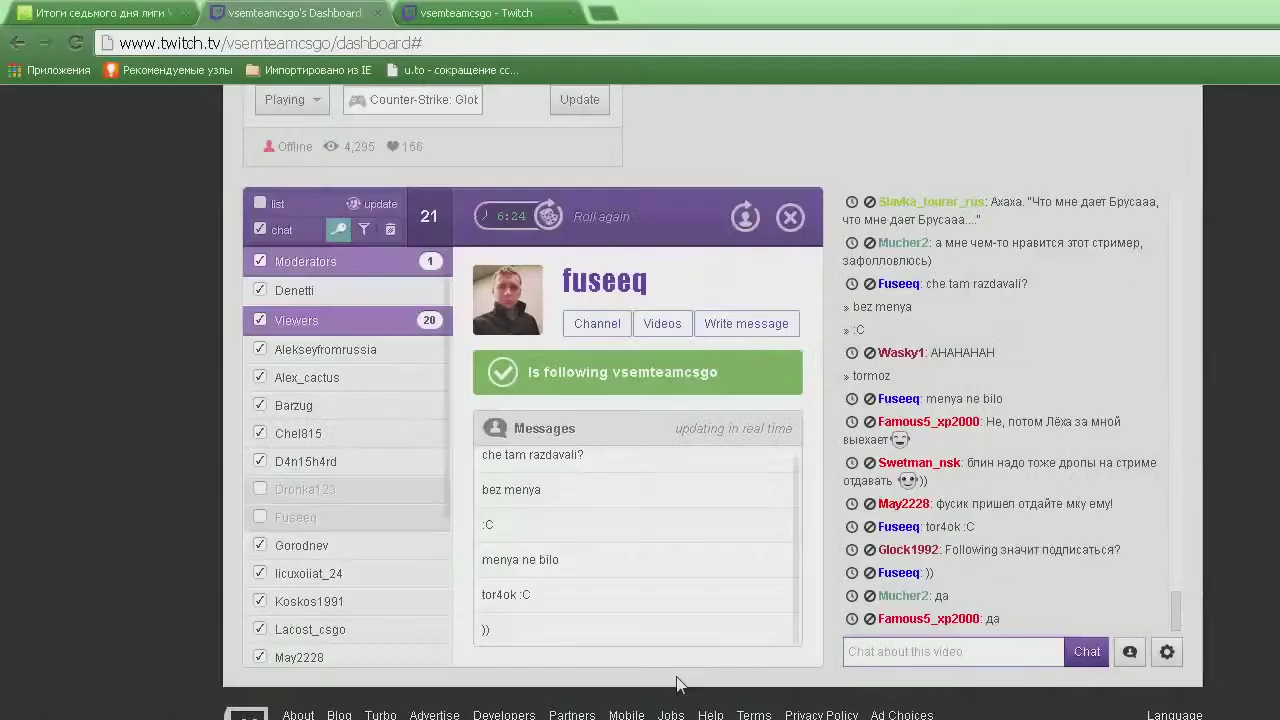 Итоги седьмого дня лиги
vsemteamcsgo's Dashboard
vsemteamcsgo - Twitch
www.twitch.tv/vsemteamcsgo/dashboard#
Приложения
Рекомендуемые узлы
Импортировано из IE
u.to - сокращение сс...
Playing
Counter-Strike: Glob
Update
Offline
4,295
156
list
update
chat
21
6:24
Roll again
Moderators
1
Denetti
Viewers
20
Alekseyfromrussia
Alex_cactus
Barzug
Chel815
D4n15h4rd
Dronka123
Fuseeq
Gorodnev
Iicuxoiiat_24
Koskos1991
Lacost_csgo
May2228
fuseeq
Channel
Videos
Write message
Is following vsemteamcsgo
Messages
updating in real time
che tam razdavali?
bez menya
:C
menya ne bilo
tor4ok :C
))
Slavka_tourer_rus: Ахаха. "Что мне дает Брусааа,
что мне дает Брусааа...."
Mucher2: а мне чем-то нравится этот стример,
зафолловлюсь)
Fuseeq: che tam razdavali?
» bez menya
» :C
Wasky1: АНАНАНАН
» tormoz
Fuseeq: menya ne bilo
Famous5_xp2000: Не, потом Лёха за мной
выехает
Swetman_nsk: блин надо тоже дропы на стриме
отдавать ))
May2228: фусик пришел отдайте мку ему!
Fuseeq: tor4ok :C
Glock1992: Following значит подписаться?
Fuseeq: ))
Mucher2: да
Famous5_xp2000: да
Chat about this video
Chat
About Blog Turbo Advertise Developers Partners Mobile Jobs Help Terms Privacy Policy Ad Choices
Language